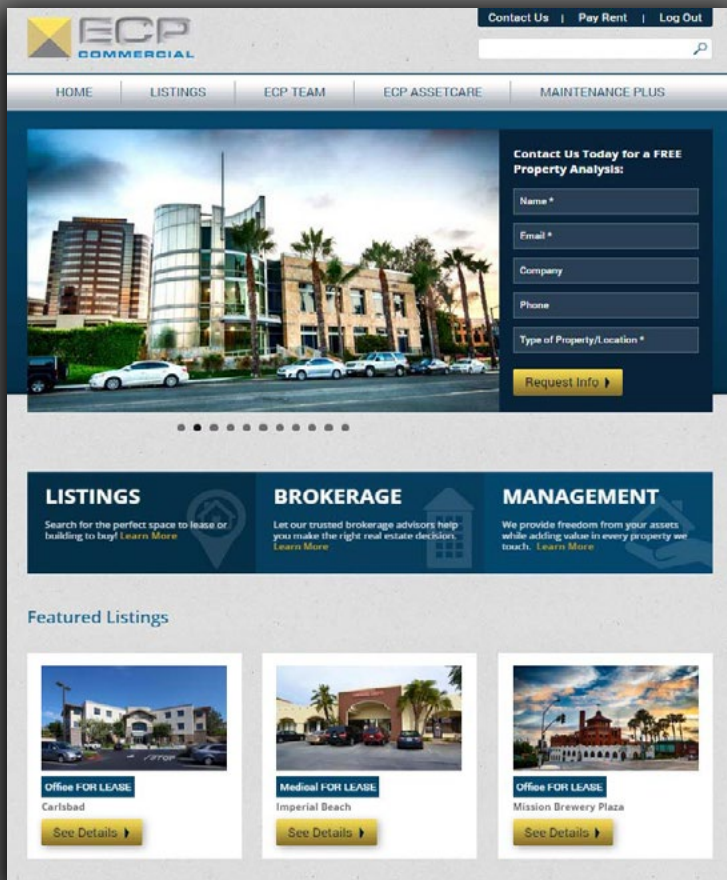 ECP
COMMERCIAL
Contact Us | Pay Rent | Log Out
HOME
LISTINGS
ECP TEAM
ECP ASSETCARE
MAINTENANCE PLUS
Contact Us Today for a FREE
Property Analysis:
Name *
Email *
Company
Phone
Type of Property/Location *
Request Info
LISTINGS
Search for the perfect space to lease or
building to buy! Learn More
BROKERAGE
Let our trusted brokerage advisors help
you make the right real estate decision.
Learn More
MANAGEMENT
We provide freedom from your assets
while adding value in every property we
touch. Learn More
Featured Listings
STOP
Office FOR LEASE
Carlsbad
See Details
Medical FOR LEASE
Imperial Beach
See Details
Office FOR LEASE
Mission Brewery Plaza
See Details